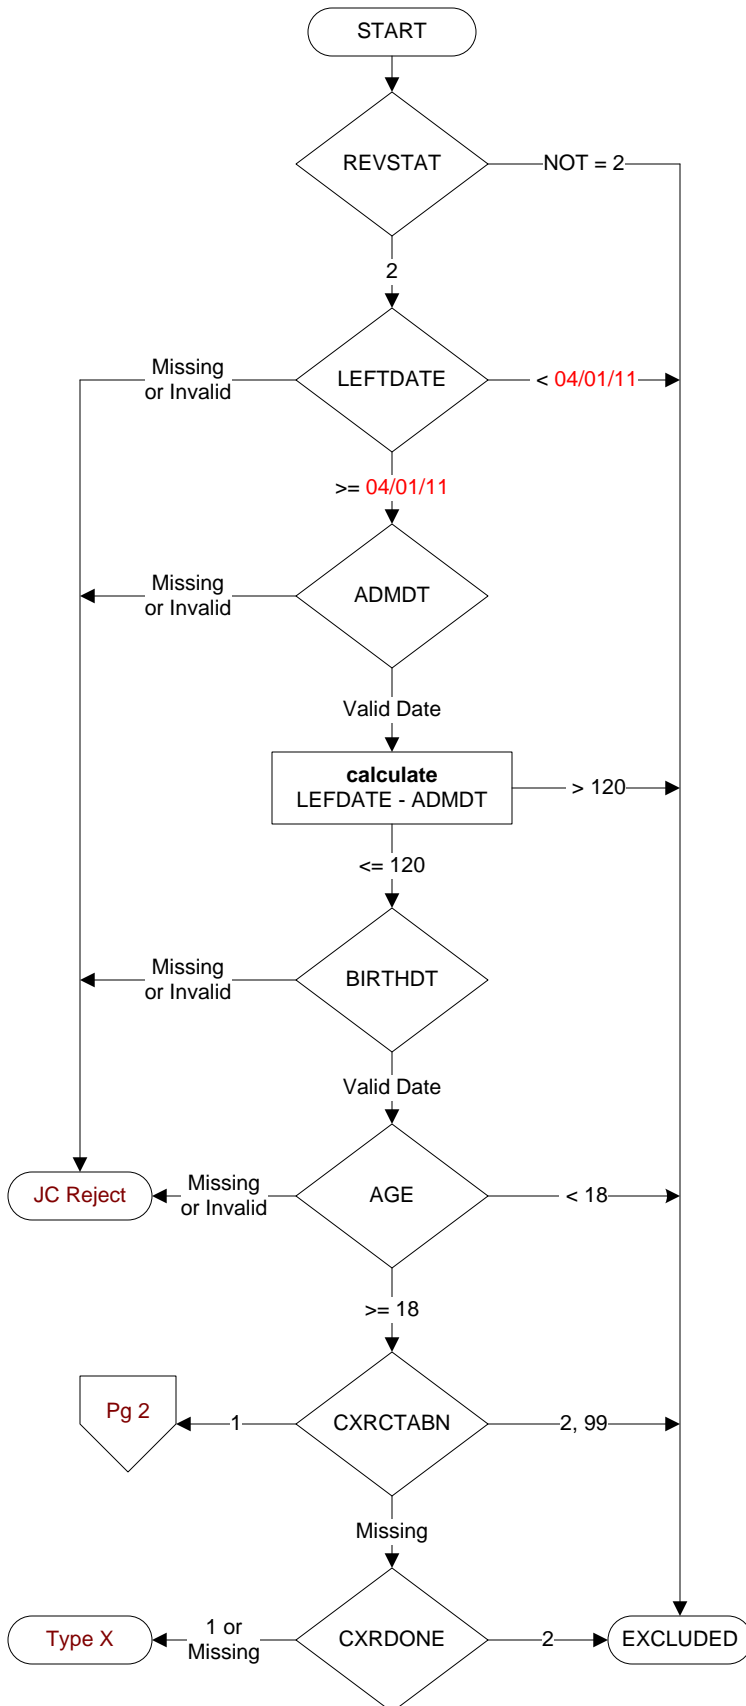 START
REVSTAT
NOT = 2
2
Missing
or Invalid
LEFTDATE
< 04/01/11
>= 04/01/11
Missing
or Invalid
ADMDT
Valid Date
calculate
LEFDATE - ADMDT
> 120
<= 120
Missing
or Invalid
BIRTHDT
Valid Date
JC Reject
Missing
or Invalid
AGE
< 18
>= 18
Pg 2
1
CXRCTABN
2, 99
Missing
Type X
1 or
Missing
CXRDONE
2
EXCLUDED